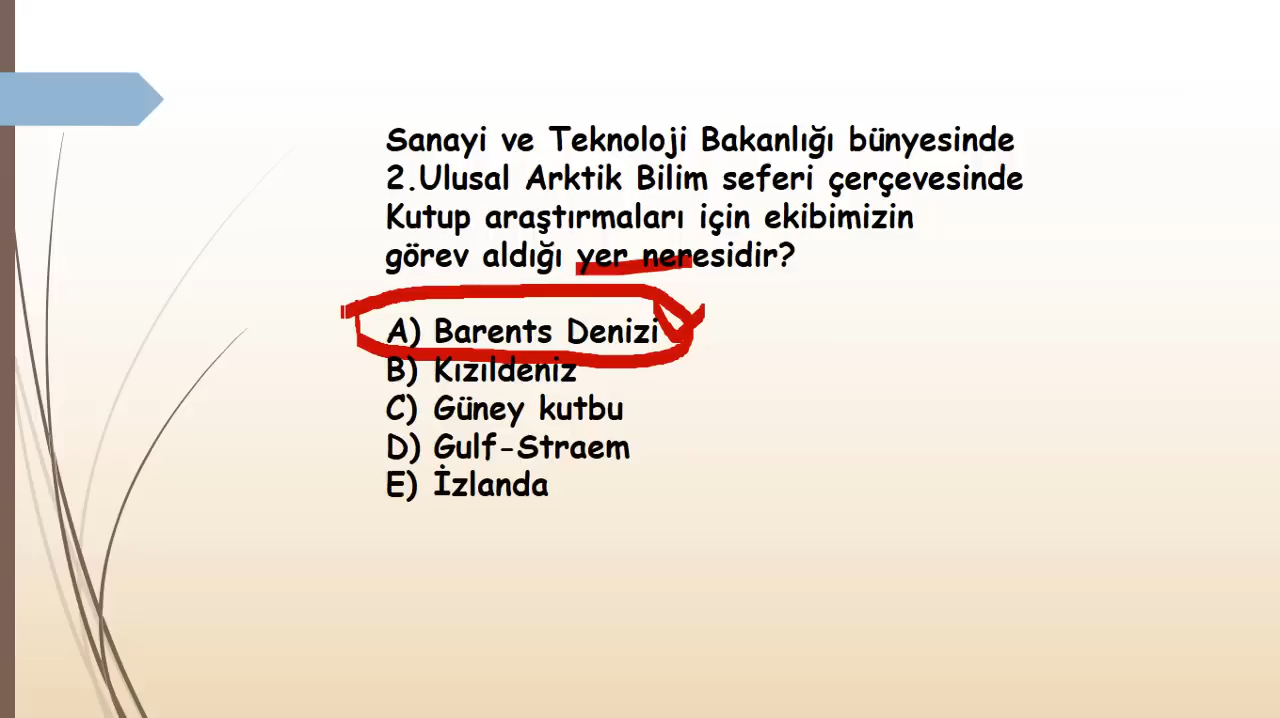 Sanayi ve Teknoloji Bakanlığı bünyesinde
2.Ulusal Arktik Bilim seferi çerçevesinde
Kutup araştırmaları için ekibimizin
görev aldığı yer neresidir?
A) Barents Denizi
B) Kızıldeniz
C) Güney kutbu
D) Gulf-Straem
E) İzlanda